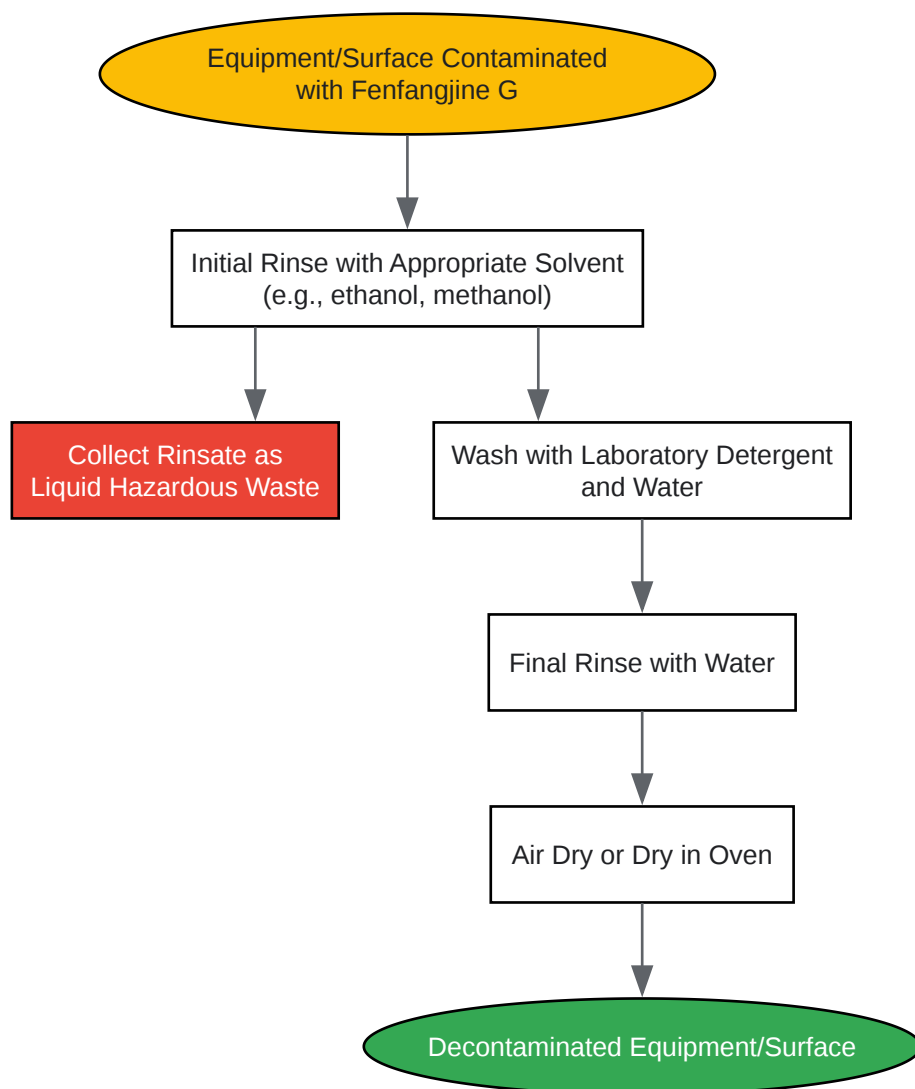 Equipment/Surface Contaminated
with Fenfangjine G
Initial Rinse with Appropriate Solvent
(e.g., ethanol, methanol)
Collect Rinsate as
Liquid Hazardous Waste
Wash with Laboratory Detergent
and Water
Final Rinse with Water
Air Dry or Dry in Oven
Decontaminated Equipment/Surface